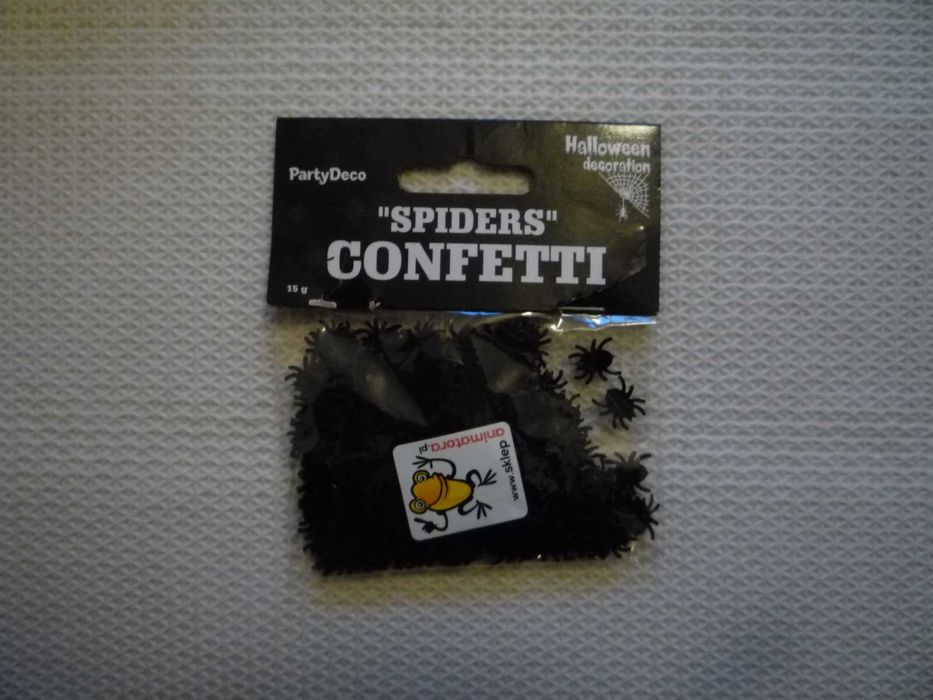 PartyDeco
Halloween
decoration
"SPIDERS"
CONFETTI
15 g
www.sklep
animatora.pl